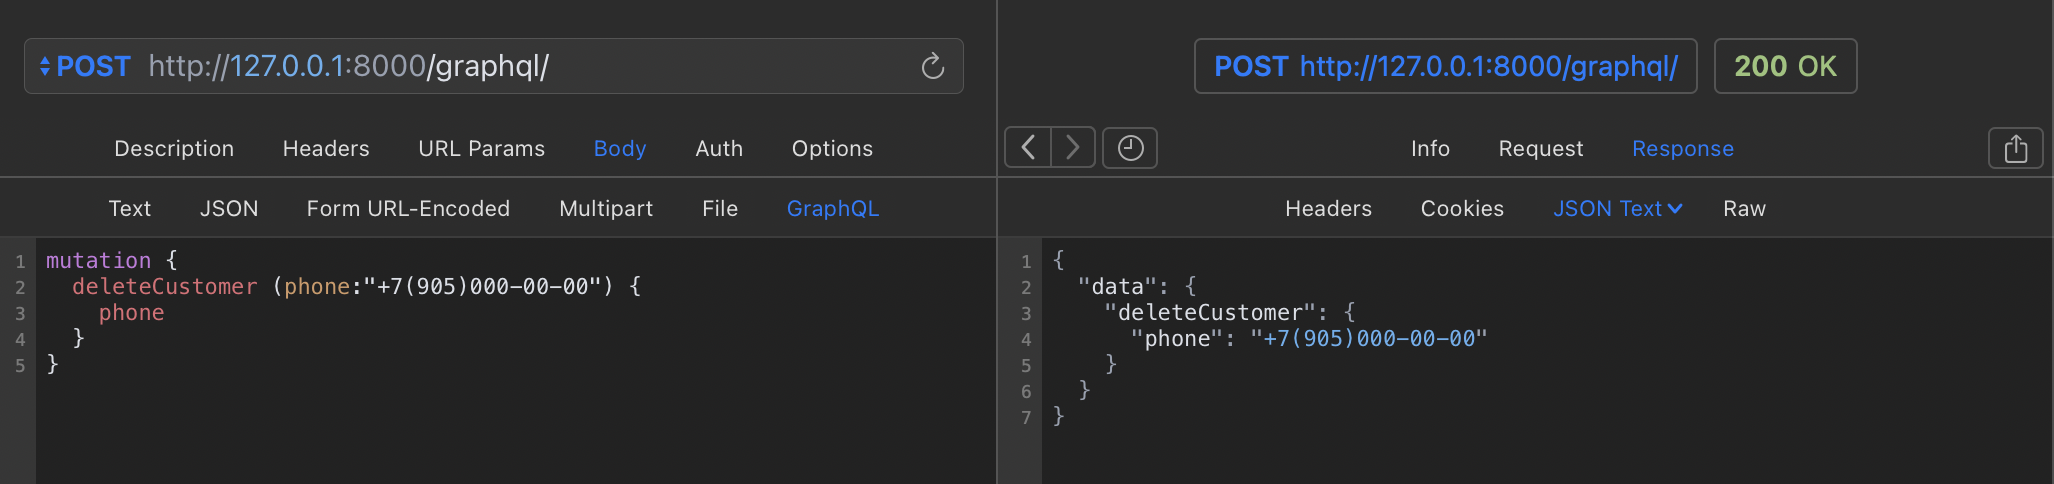 POST http://127.0.0.1:8000/graphql/
Description Headers URL Params Body Auth Options
Text JSON Form URL-Encoded Multipart File GraphQL
1 mutation {
2   deleteCustomer (phone:"+7(905)000-00-00") {
3     phone
4   }
5 }
POST http://127.0.0.1:8000/graphql/ 200 OK
Info Request Response
Headers Cookies JSON Text Raw
1 {
2   "data": {
3     "deleteCustomer": {
4       "phone": "+7(905)000-00-00"
5     }
6   }
7 }